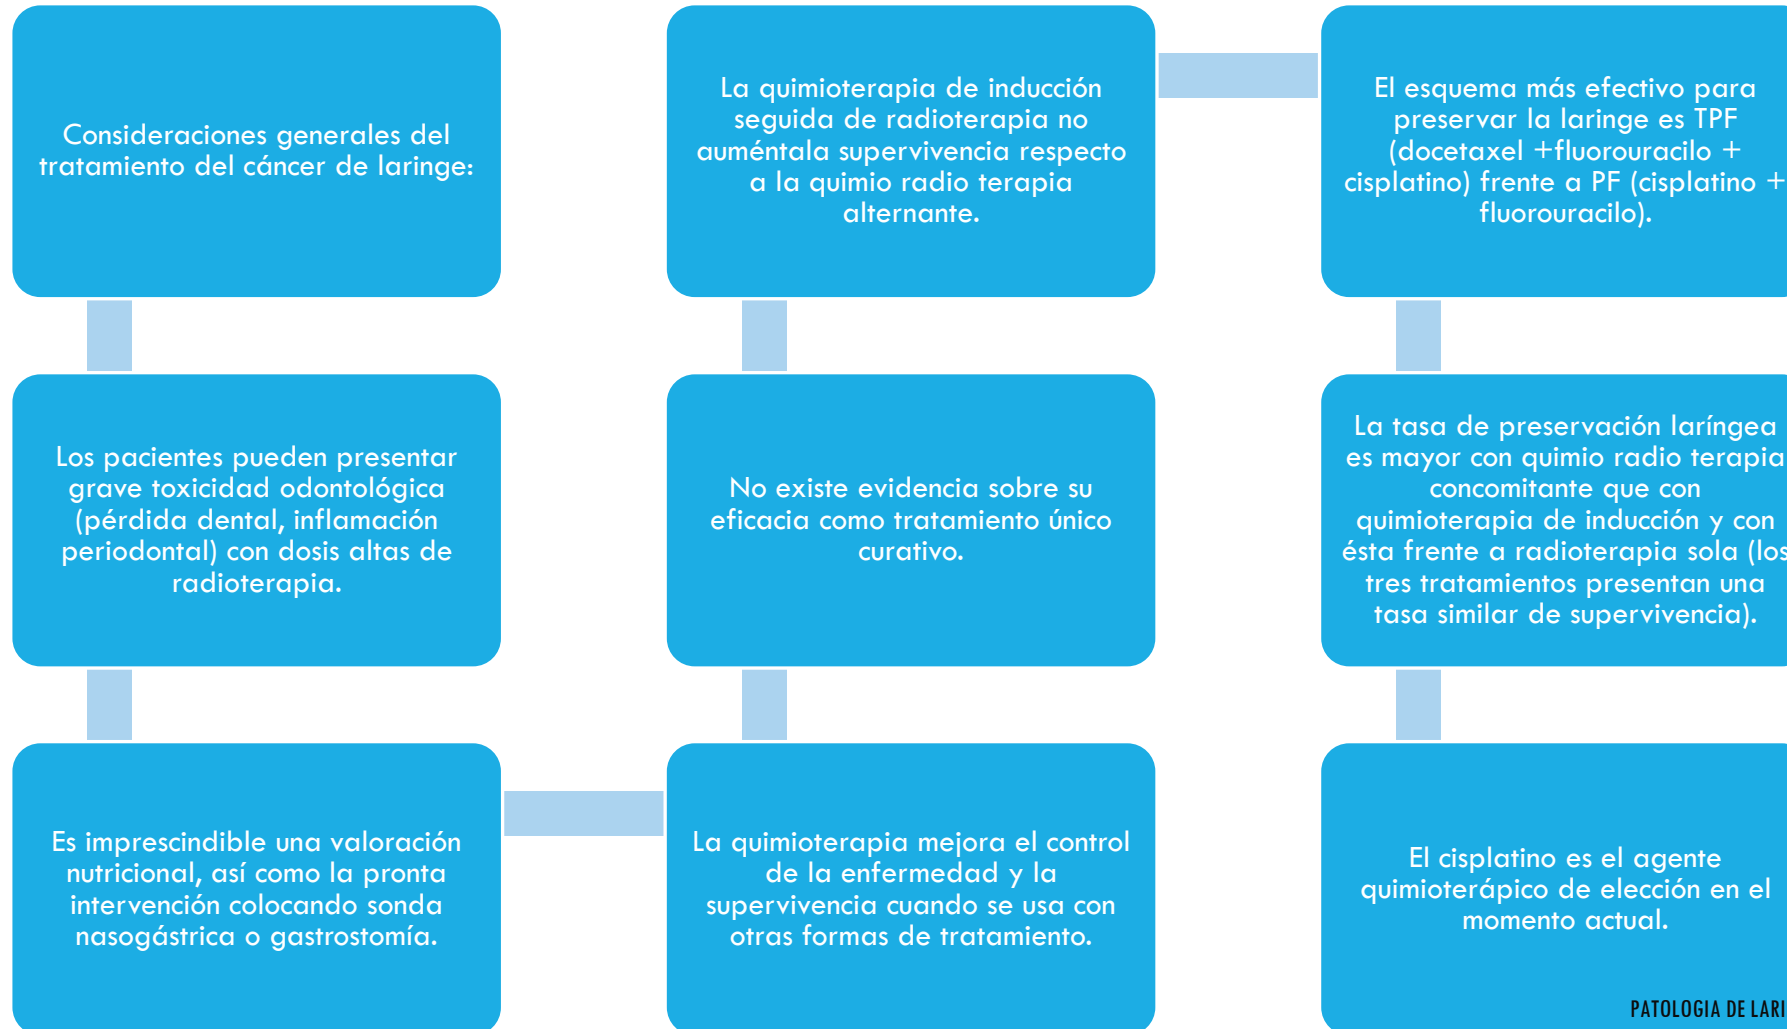 Consideraciones generales del
tratamiento del cáncer de laringe:
Los pacientes pueden presentar
grave toxicidad odontológica
(pérdida dental, inflamación
periodontal) con dosis altas de
radioterapia.
Es imprescindible una valoración
nutricional, así como la pronta
intervención colocando sonda
nasogástrica o gastrostomía.
La quimioterapia mejora el control
de la enfermedad y la
supervivencia cuando se usa con
otras formas de tratamiento.
No existe evidencia sobre su
eficacia como tratamiento único
curativo.
La quimioterapia de inducción
seguida de radioterapia no
auméntala supervivencia respecto
a la quimio radio terapia
alternante.
El esquema más efectivo para
preservar la laringe es TPF
(docetaxel +fluorouracilo +
cisplatino) frente a PF (cisplatino +
fluorouracilo).
La tasa de preservación laríngea
es mayor con quimio radio terapia
concomitante que con
quimioterapia de inducción y con
ésta frente a radioterapia sola (los
tres tratamientos presentan una
tasa similar de supervivencia).
El cisplatino es el agente
quimioterápico de elección en el
momento actual.
PATOLOGIA DE LARI